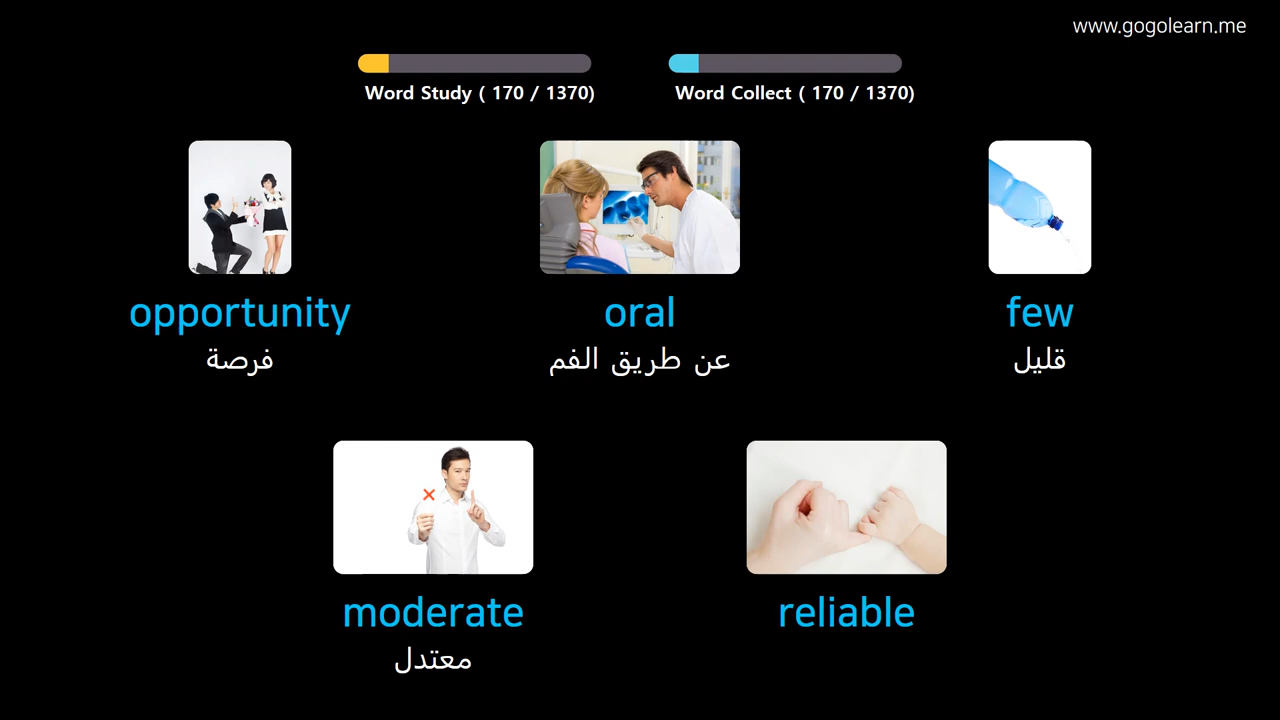 www.gogolearn.me
Word Study ( 170 / 1370)
Word Collect ( 170 / 1370)
opportunity
فرصة
oral
عن طريق الفم
few
قليل
moderate
معتدل
reliable